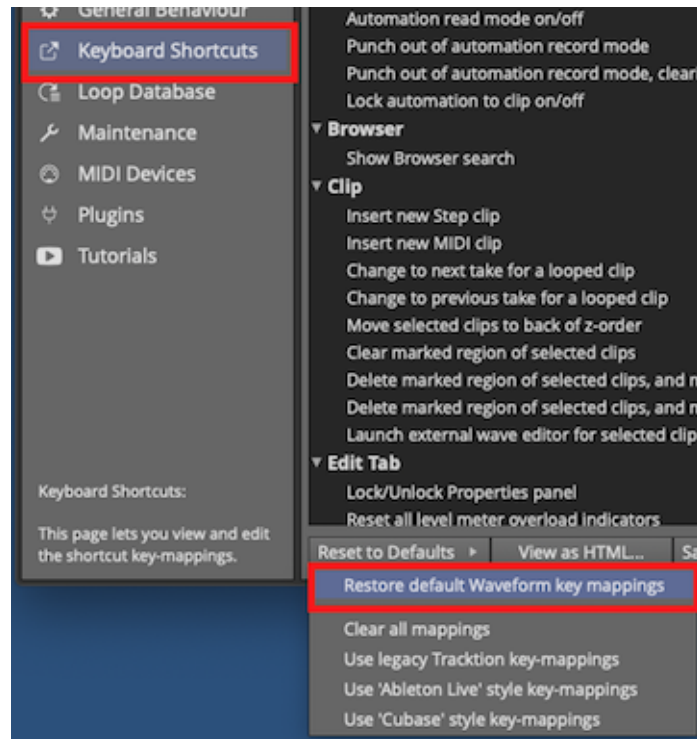 General Behaviour
Keyboard Shortcuts
Loop Database
Maintenance
MIDI Devices
Plugins
Tutorials
Keyboard Shortcuts:
This page lets you view and edit
the shortcut key-mappings.
Automation read mode on/off
Punch out of automation record mode
Punch out of automation record mode,
Lock automation to clip on/off
Browser
Show Browser search
Clip
Insert new Step clip
Insert new MIDI clip
Change to next take for a looped clip
Change to previous take for a looped clip
Move selected clips to back of z-order
Clear marked region of selected clips
Delete marked region of selected clips, and
Delete marked region of selected clips, and
Launch external wave editor for selected clip
Edit Tab
Lock/Unlock Properties panel
Reset all level meter overload indicators
Reset to Defaults
View as HTML...
Restore default Waveform key mappings
Clear all mappings
Use legacy Tracktion key-mappings
Use 'Ableton Live' style key-mappings
Use 'Cubase' style key-mappings